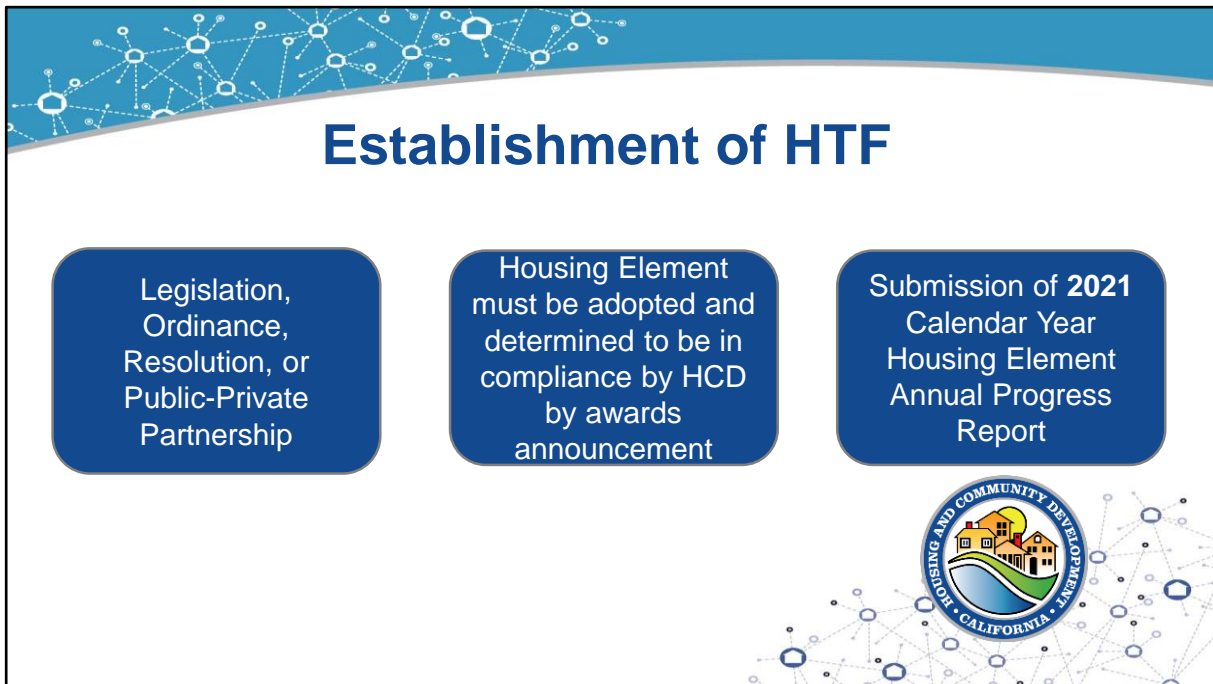 Establishment of HTF
Legislation,
Ordinance,
Resolution, or
Public-Private
Partnership
Housing Element
must be adopted and
determined to be in
compliance by HCD
by awards
announcement
Submission of 2021
Calendar Year
Housing Element
Annual Progress
Report
HOUSING AND COMMUNITY DEVELOPMENT
• CALIFORNIA •